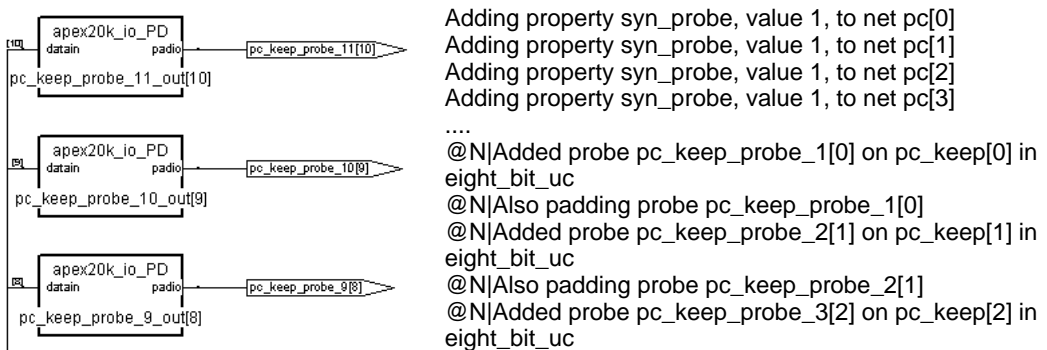 [10]
apex20k_io_PD
datain padio
pc_keep_probe_11[10]
pc_keep_probe_11_out[10]
[9]
apex20k_io_PD
datain padio
pc_keep_probe_10[9]
pc_keep_probe_10_out[9]
[8]
apex20k_io_PD
datain padio
pc_keep_probe_9[8]
pc_keep_probe_9_out[8]
Adding property syn_probe, value 1, to net pc[0]
Adding property syn_probe, value 1, to net pc[1]
Adding property syn_probe, value 1, to net pc[2]
Adding property syn_probe, value 1, to net pc[3]
....
@N|Added probe pc_keep_probe_1[0] on pc_keep[0] in
eight_bit_uc
@N|Also padding probe pc_keep_probe_1[0]
@N|Added probe pc_keep_probe_2[1] on pc_keep[1] in
eight_bit_uc
@N|Also padding probe pc_keep_probe_2[1]
@N|Added probe pc_keep_probe_3[2] on pc_keep[2] in
eight_bit_uc